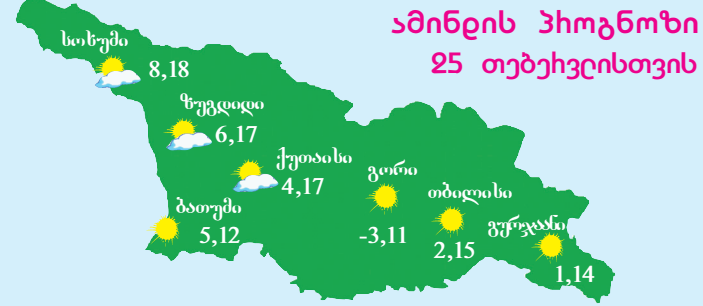 ამინდის პროგნოზი
25 თებერვლისთვის
სოხუმი
8,18
ზუგდიდი
6,17
ქუთაისი
4,17
გორი
-3,11
თბილისი
2,15
ბათუმი
5,12
გურჯაანი
1,14